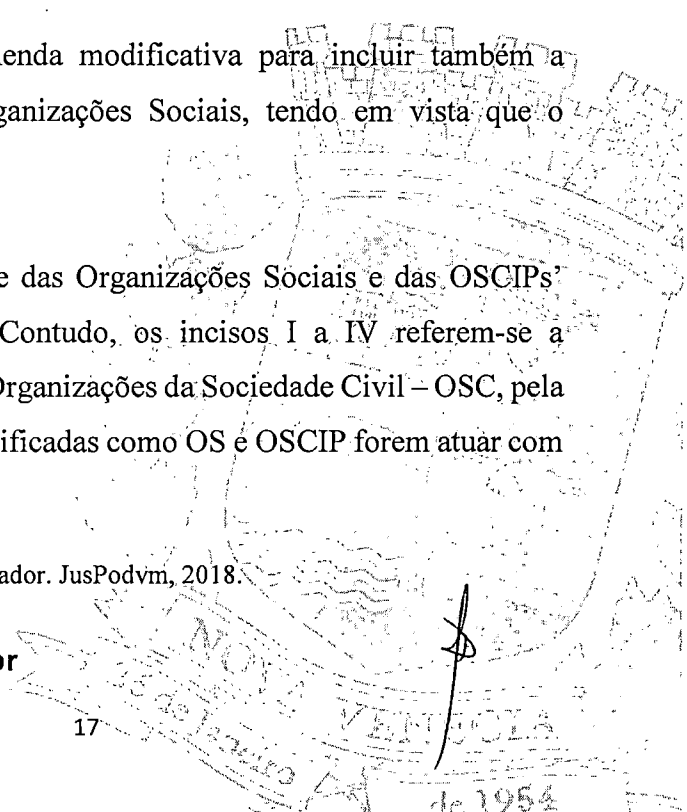 enda modificativa para incluir também a
ganizações Sociais, tendo em vista que o
e das Organizações Sociais e das OSCIPs’
Contudo, os incisos I a IV referem-se a
Organizações da Sociedade Civil – OSC, pela
ificadas como OS e OSCIP forem atuar com
ador. JusPodvm, 2018.
or
17
NOVA VENÉCIA
de 1954